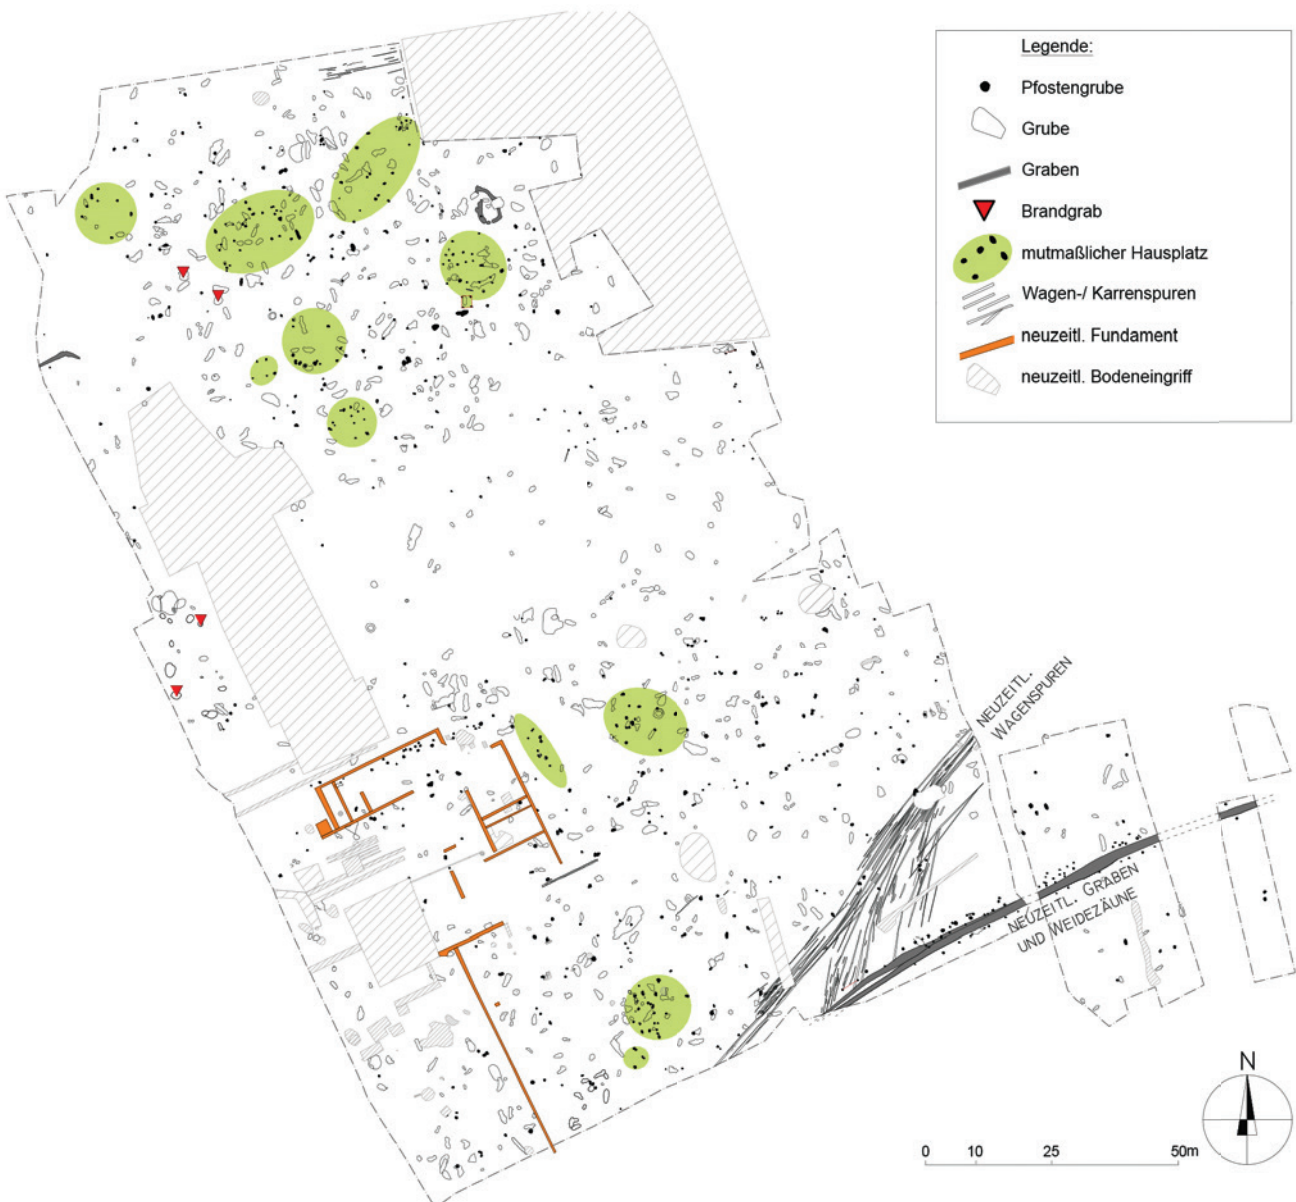 Legende:
Pfostengrube
Grube
Graben
Brandgrab
mutmaßlicher Hausplatz
Wagen-/ Karrenspuren
neuzeitl. Fundament
neuzeitl. Bodeneingriff
NEUZEITL.
WAGENSPUREN
NEUZEITL. GRABEN
UND WEIDEZÄUNE
N
0 10 25 50m